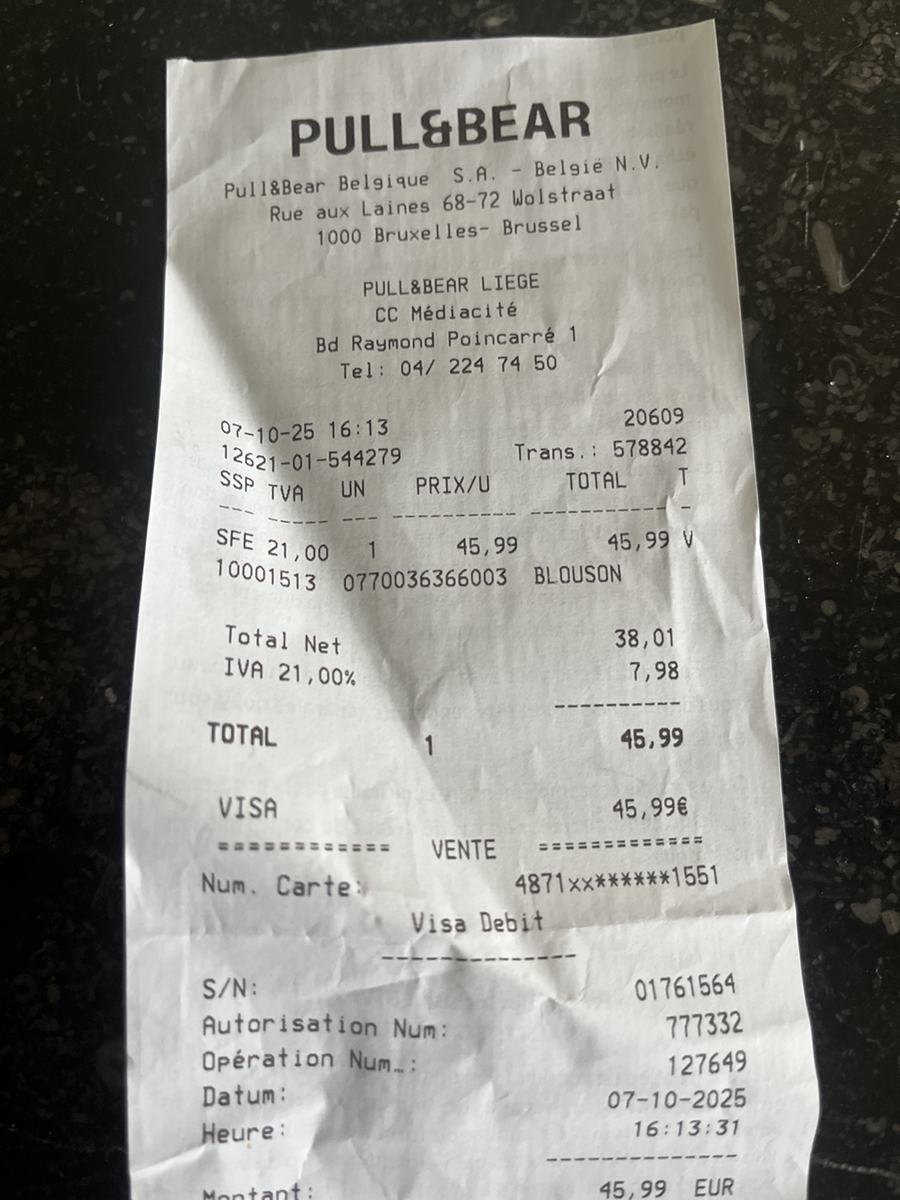 PULL&BEAR
Pull&Bear Belgique S.A. - België N.V.
Rue aux Laines 68-72 Wolstraat
1000 Bruxelles- Brussel
PULL&BEAR LIEGE
CC Médiacité
Bd Raymond Poincarré 1
Tel: 04/ 224 74 50
07-10-25 16:13 20609
12621-01-544279 Trans.: 578842
SSP TVA UN PRIX/U TOTAL T
--- ----- --- ---------- ----------- -
SFE 21,00 1 45,99 45,99 V
10001513 0770036366003 BLOUSON
Total Net 38,01
IVA 21,00% 7,98
----------
TOTAL 1 45,99
VISA 45,99€
============ VENTE ============
Num. Carte: 4871xx******1551
Visa Debit
--------------
S/N: 01761564
Autorisation Num: 777332
Opération Num…: 127649
Datum: 07-10-2025
Heure: 16:13:31
--------------
Montant: 45,99 EUR